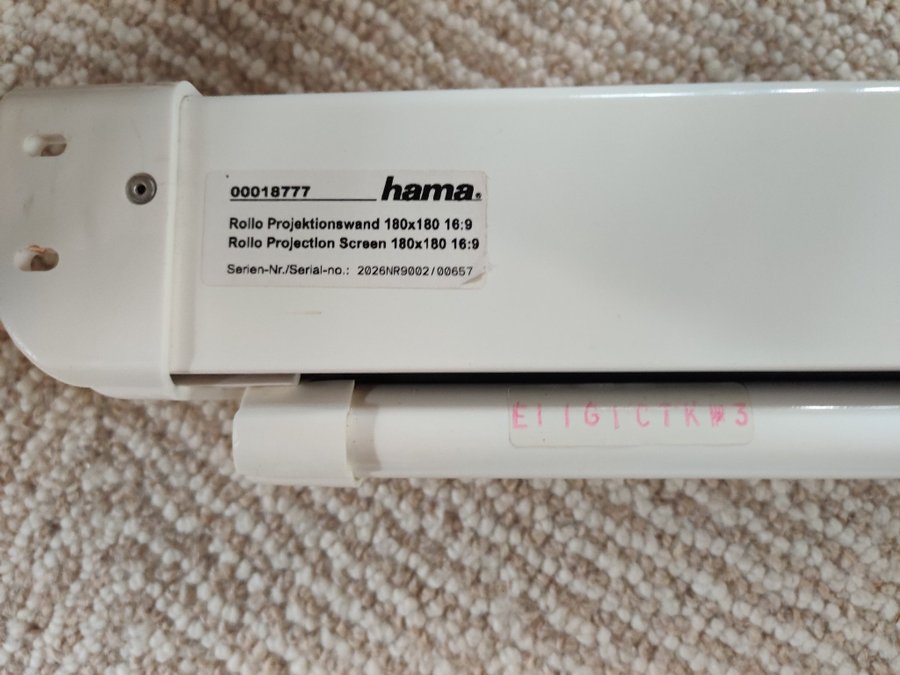 00018777 hama®
Rollo Projektionswand 180x180 16:9
Rollo Projection Screen 180x180 16:9
Serien-Nr./Serial-no.: 2026NR9002/00657